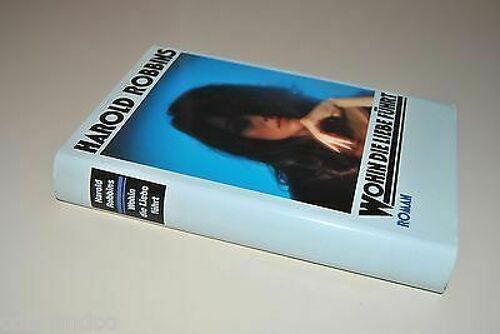 HAROLD ROBBINS
WOHIN DIE LIEBE FÜHRT
ROMAN
Harold
Robbins
Wohin
die Liebe
führt